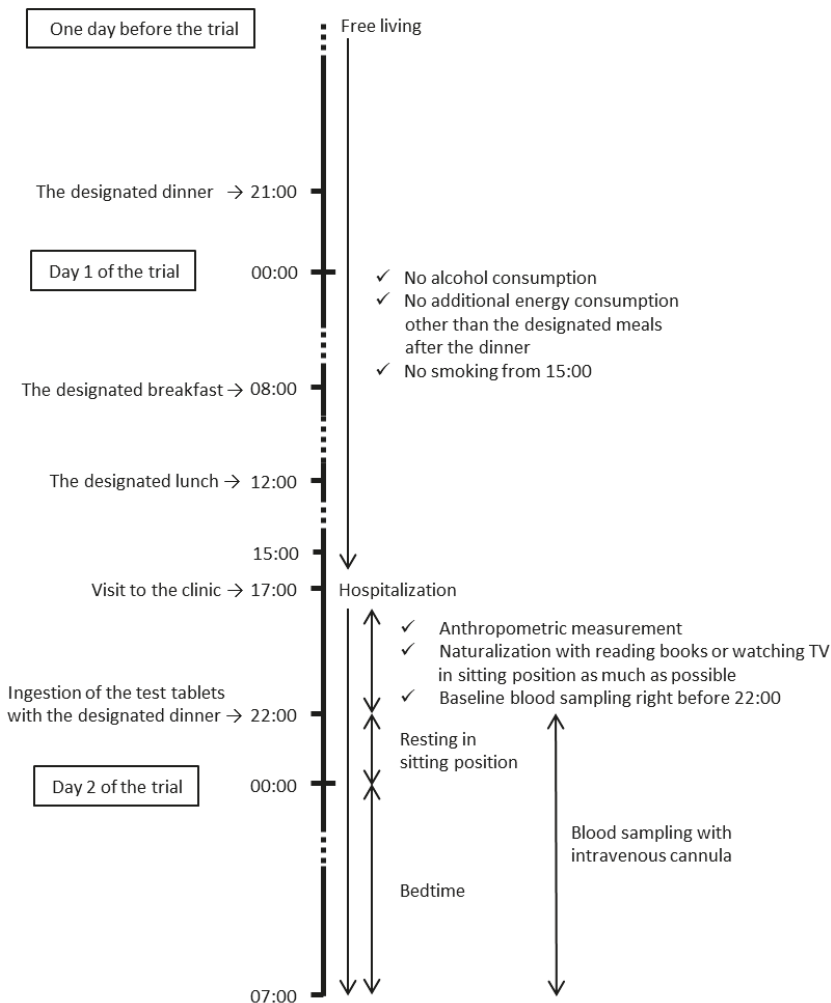 One day before the trial
Free living
The designated dinner → 21:00
Day 1 of the trial
00:00
✓ No alcohol consumption
✓ No additional energy consumption
other than the designated meals
after the dinner
✓ No smoking from 15:00
The designated breakfast → 08:00
The designated lunch → 12:00
15:00
Visit to the clinic → 17:00
Hospitalization
✓ Anthropometric measurement
✓ Naturalization with reading books or watching TV
in sitting position as much as possible
✓ Baseline blood sampling right before 22:00
Ingestion of the test tablets
with the designated dinner → 22:00
Resting in
sitting position
Day 2 of the trial
00:00
Blood sampling with
intravenous cannula
Bedtime
07:00